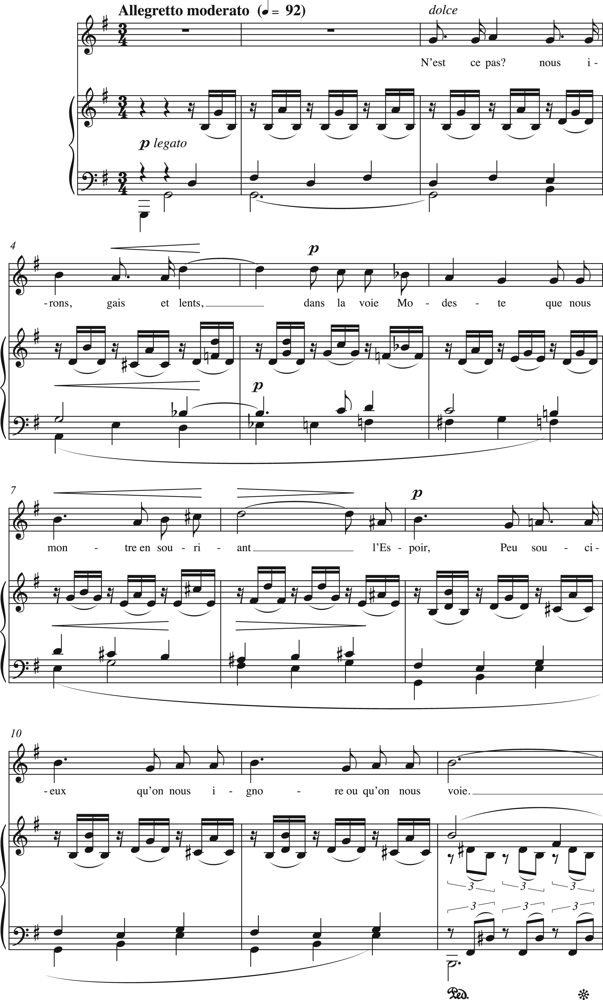 Allegretto moderato (♩ = 92)
dolce
N'est ce pas? nous i -
p legato
4
p
- rons, gais et lents, dans la voie Mo - des - te que nous
p
7
p
mon - tre en sou - ri - ant l'Es - poir, Peu sou - ci -
10
- eux qu'on nous i - gno - re ou qu'on nous voie.
3 3 3
3 3 3
Ped. *